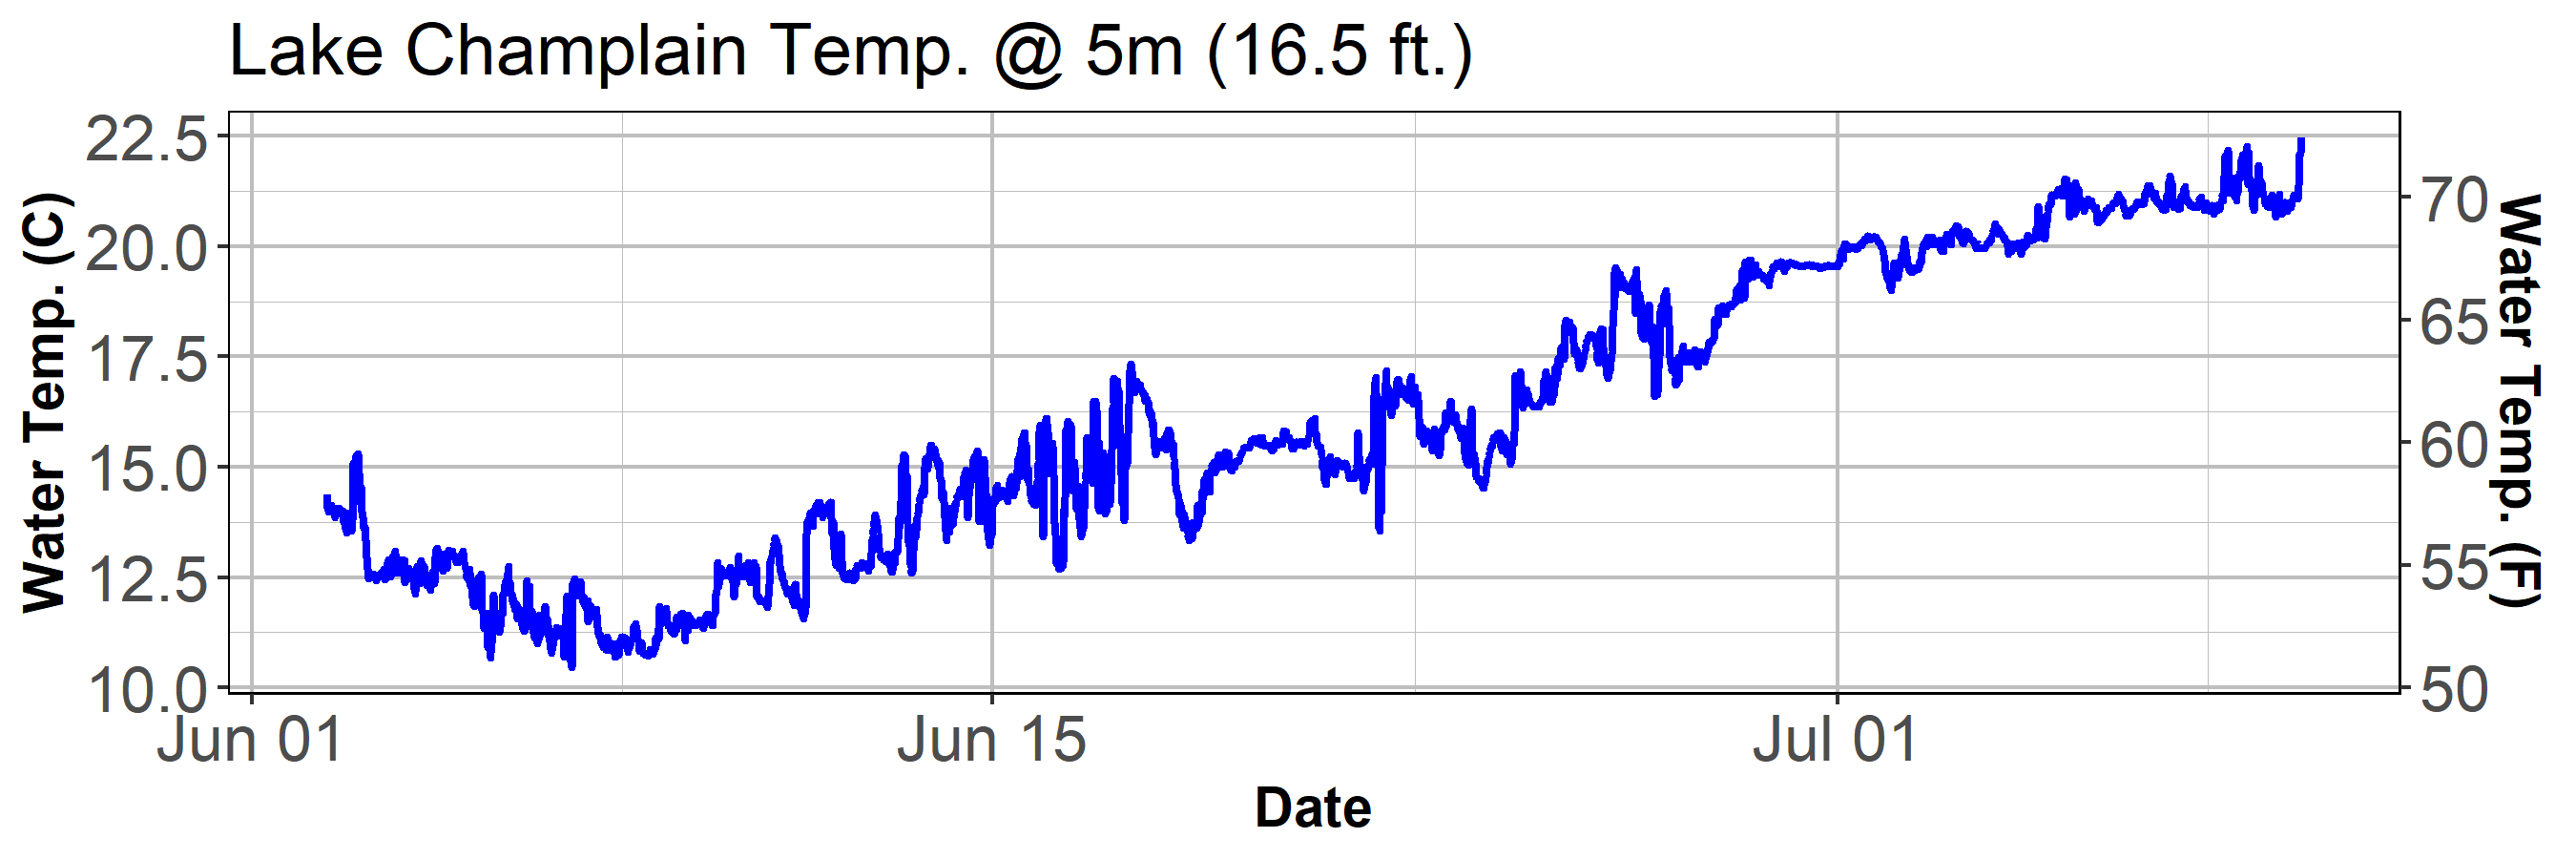 Lake Champlain Temp. @ 5m (16.5 ft.)
Water Temp. (C)
22.5
20.0
17.5
15.0
12.5
10.0
70
65
60
55
50
Water Temp. (F)
Jun 01
Jun 15
Jul 01
Date